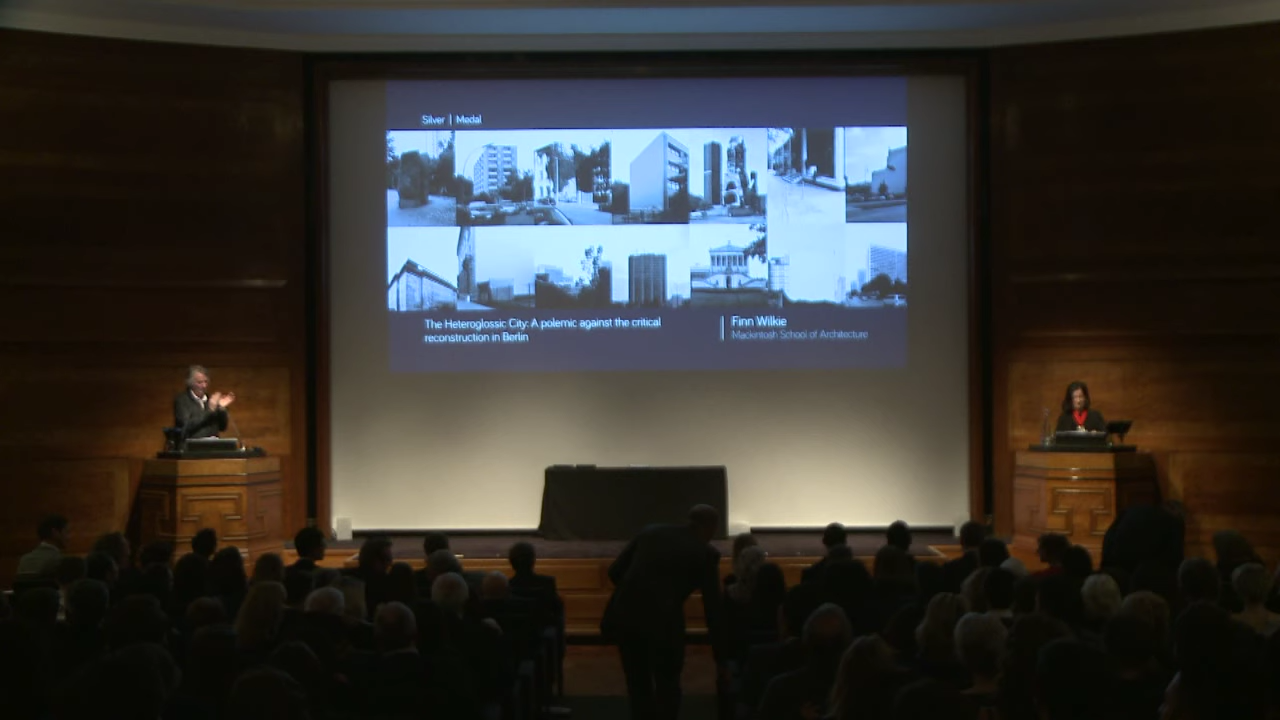 Silver | Medal
The Heteroglossic City: A polemic against the critical
reconstruction in Berlin
Finn Wilkie
Mackintosh School of Architecture